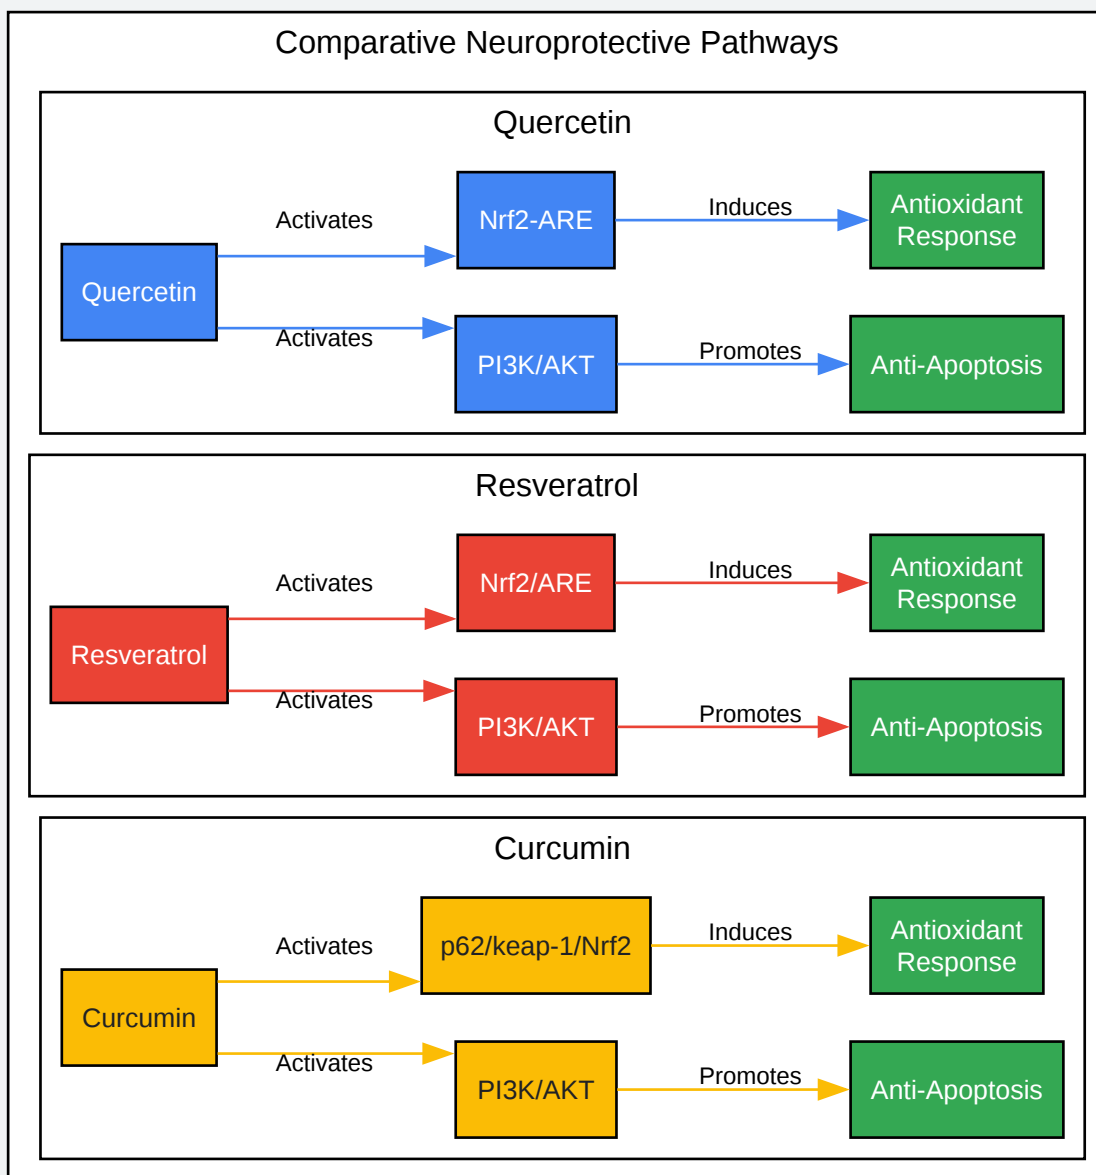 Comparative Neuroprotective Pathways
Quercetin
Activates
Nrf2-ARE
Induces
Antioxidant
Response
Quercetin
Activates
PI3K/AKT
Promotes
Anti-Apoptosis
Resveratrol
Activates
Nrf2/ARE
Induces
Antioxidant
Response
Resveratrol
Activates
PI3K/AKT
Promotes
Anti-Apoptosis
Curcumin
Activates
p62/keap-1/Nrf2
Induces
Antioxidant
Response
Curcumin
Activates
PI3K/AKT
Promotes
Anti-Apoptosis